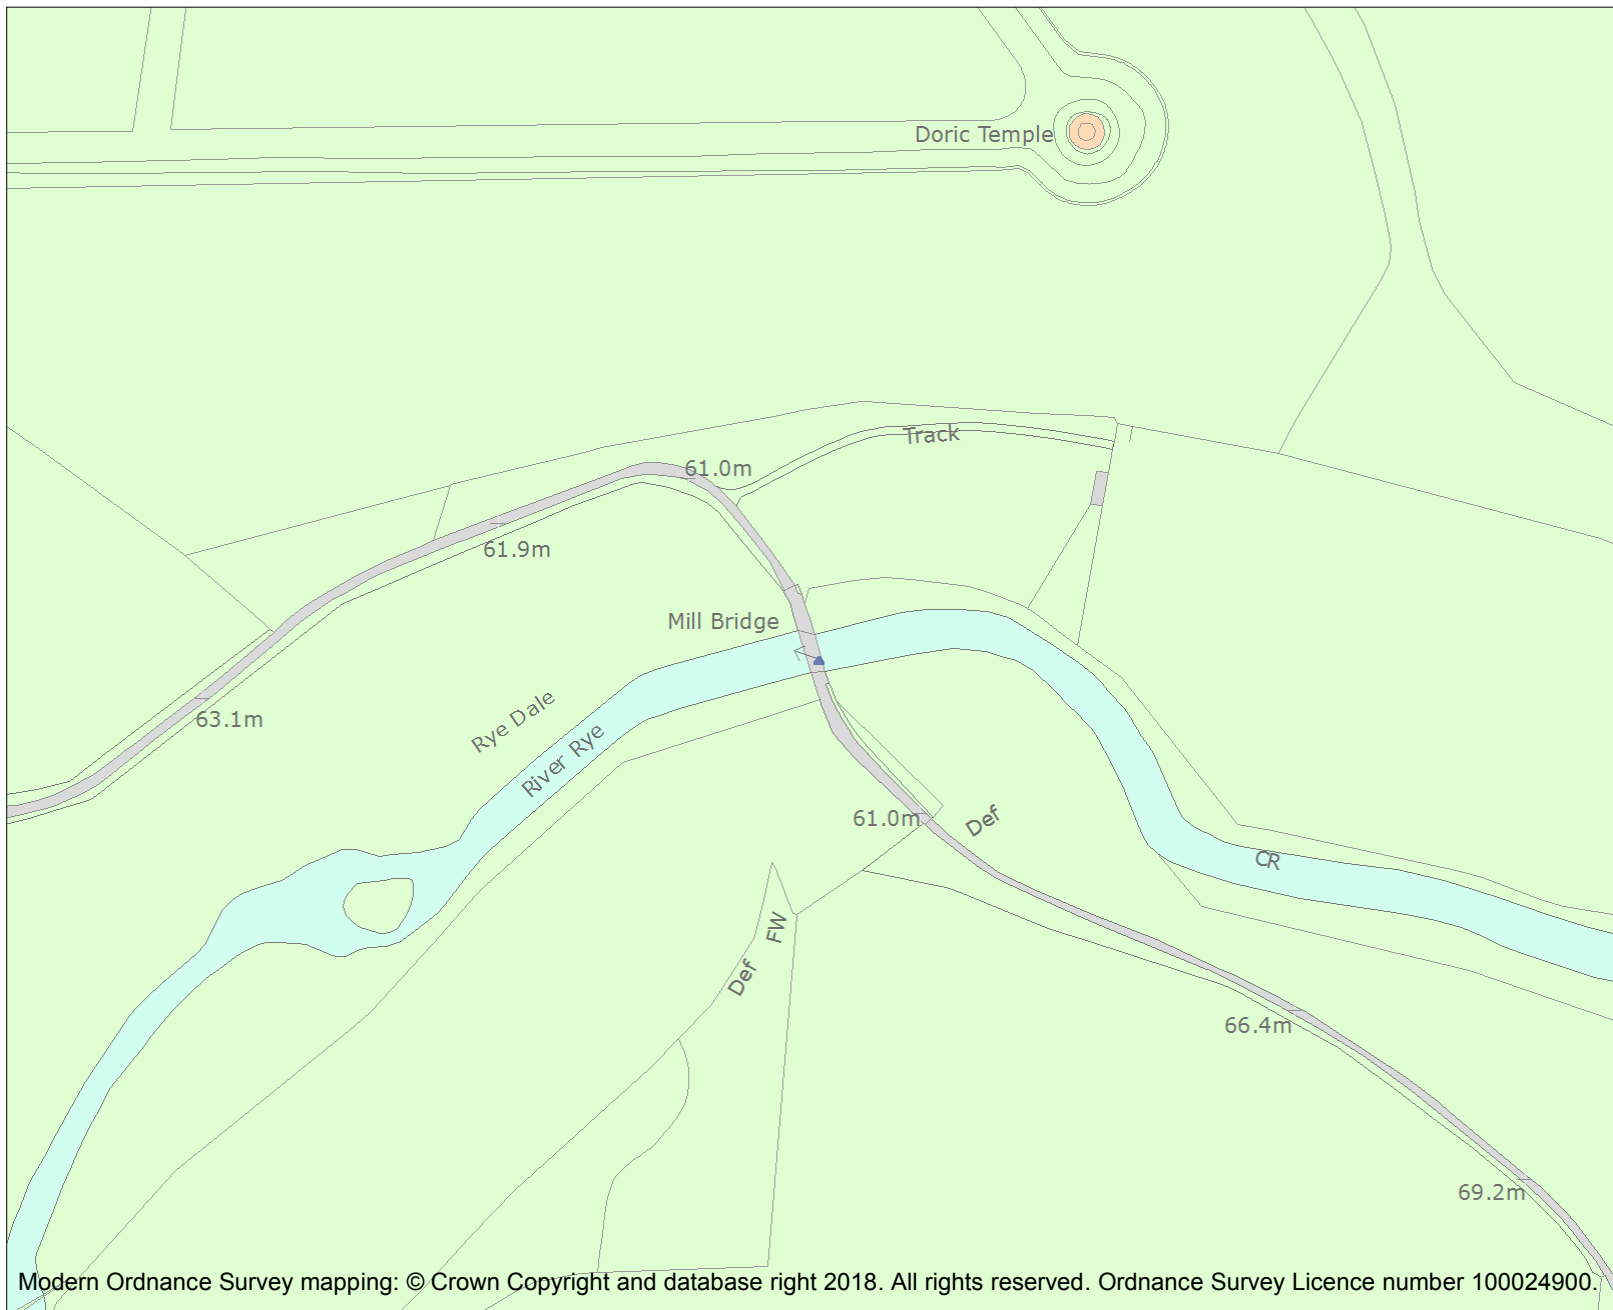 Doric Temple
Track
61.0m
61.9m
Mill Bridge
63.1m
Rye Dale
River Rye
61.0m
Def
CR
FW
Def
66.4m
69.2m
Modern Ordnance Survey mapping: © Crown Copyright and database right 2018. All rights reserved. Ordnance Survey Licence number 100024900.